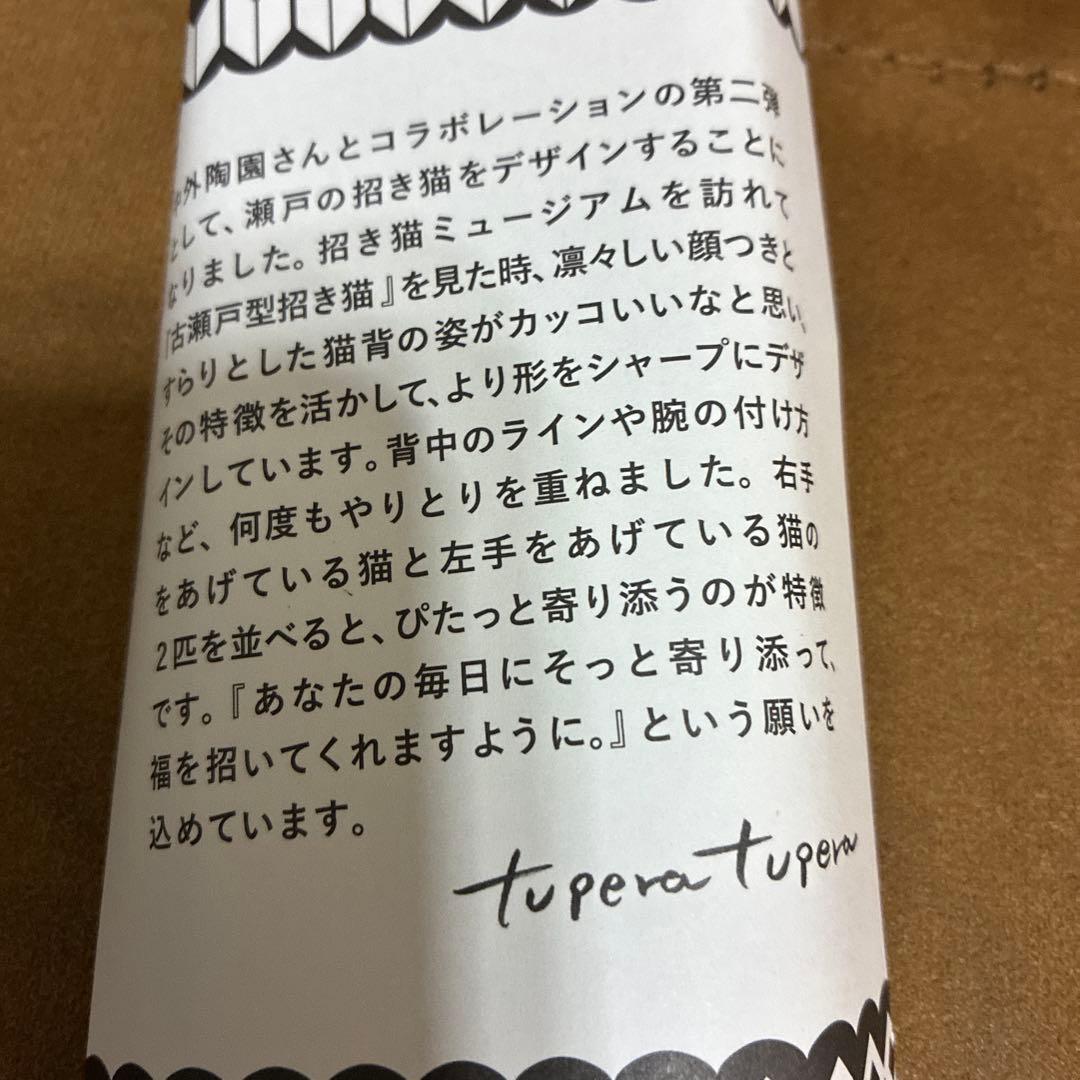 中外陶園さんとコラボレーションの第二弾
として、瀬戸の招き猫をデザインすることに
なりました。招き猫ミュージアムを訪れて
『古瀬戸型招き猫』を見た時、凛々しい顔つきと
すらりとした猫背の姿がカッコいいなと思い、
その特徴を活かして、より形をシャープにデザ
インしています。背中のラインや腕の付け方
など、何度もやりとりを重ねました。右手
をあげている猫と左手をあげている猫の
2匹を並べると、ぴたっと寄り添うのが特徴
です。『あなたの毎日にそっと寄り添って、
福を招いてくれますように。』という願いを
込めています。
tupera tupera